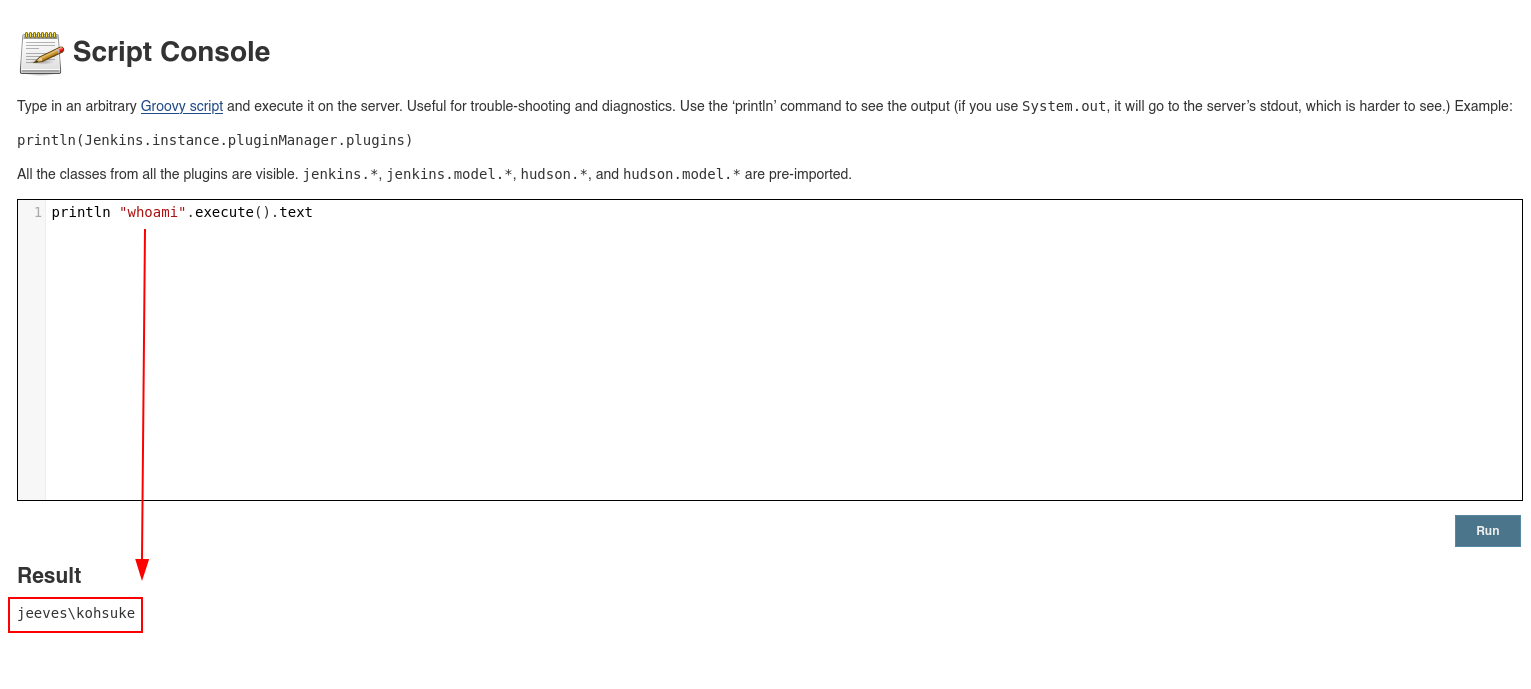 Script Console
Type in an arbitrary Groovy script and execute it on the server. Useful for trouble-shooting and diagnostics. Use the ‘println’ command to see the output (if you use System.out, it will go to the server’s stdout, which is harder to see.) Example:
println(Jenkins.instance.pluginManager.plugins)
All the classes from all the plugins are visible. jenkins.*, jenkins.model.*, hudson.*, and hudson.model.* are pre-imported.
1 println "whoami".execute().text
Run
Result
jeeves\kohsuke